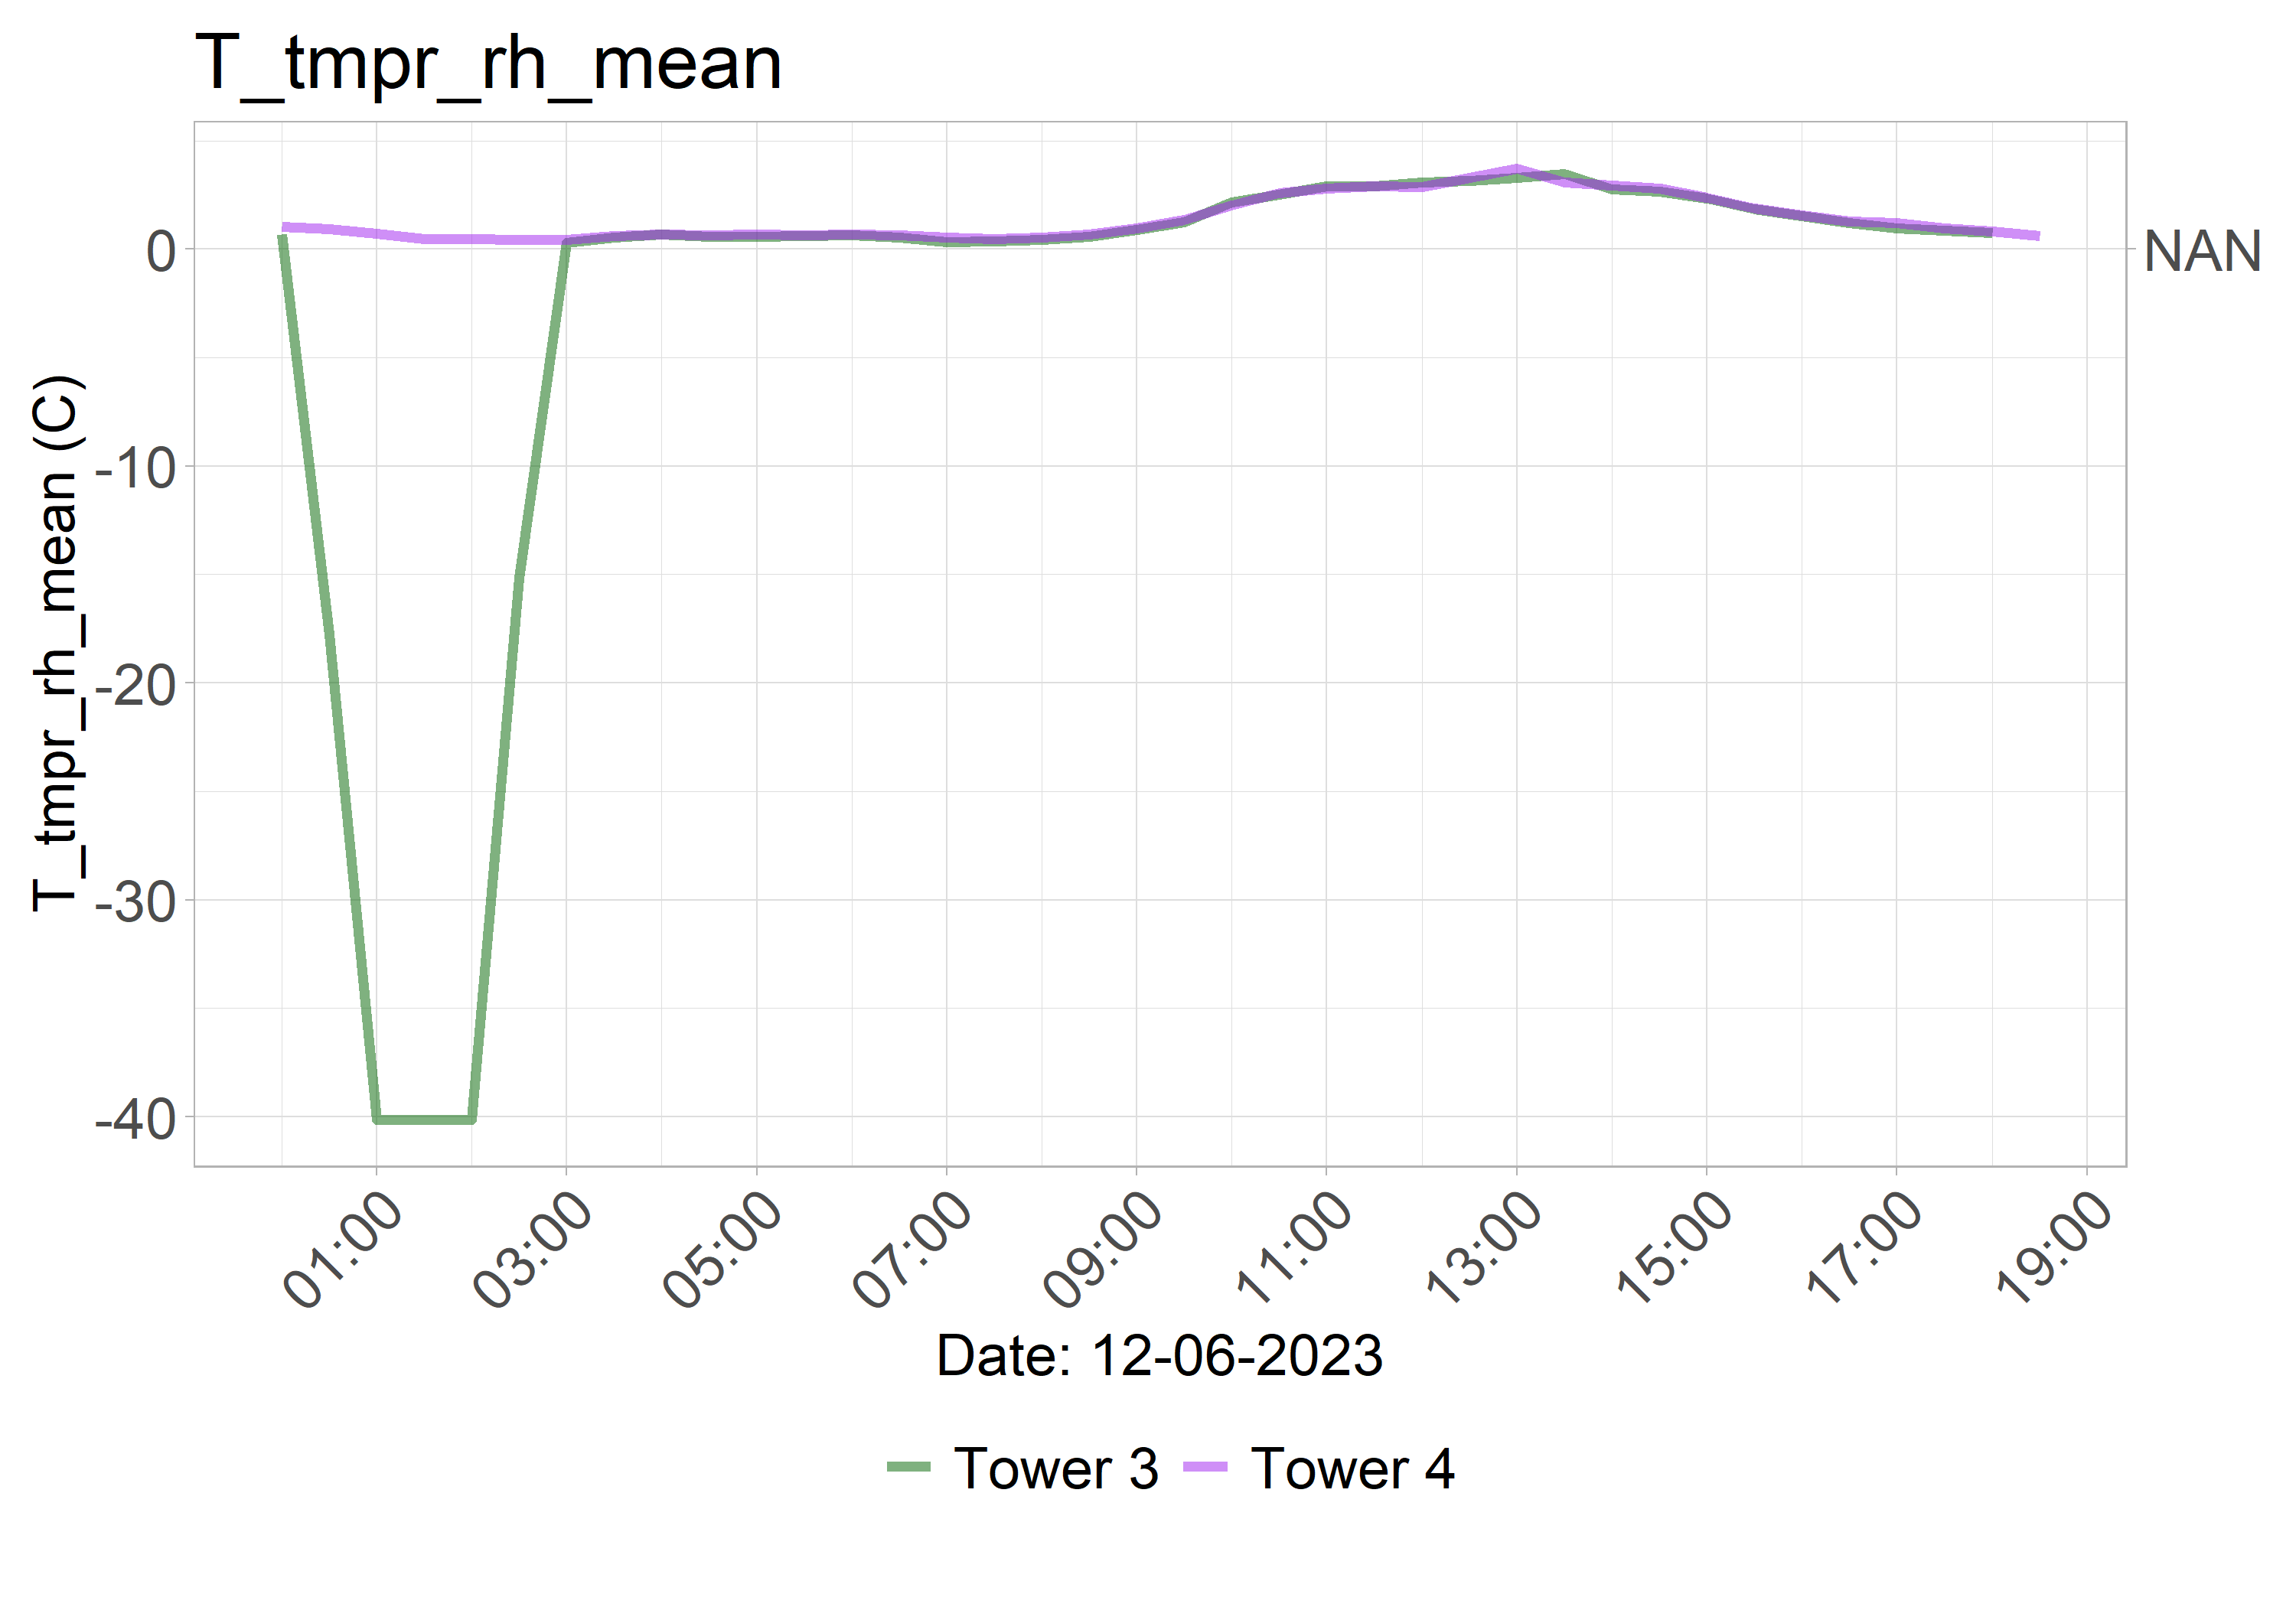 T_tmpr_rh_mean
T_tmpr_rh_mean (C)
0
-10
-20
-30
-40
NAN
01:00 03:00 05:00 07:00 09:00 11:00 13:00 15:00 17:00 19:00
Date: 12-06-2023
Tower 3 Tower 4